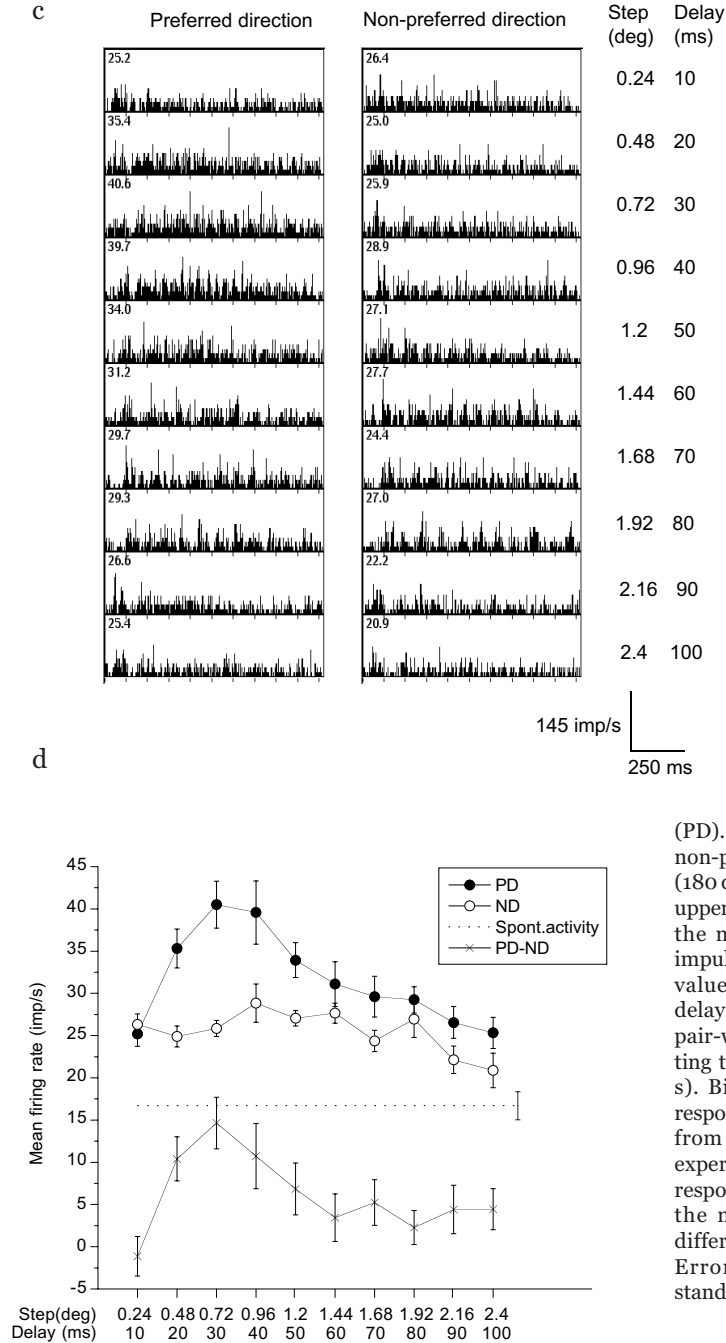 c
Preferred direction
Non-preferred direction
Step (deg)
Delay (ms)
25.2
26.4
0.24 10
35.4
25.0
0.48 20
40.6
25.9
0.72 30
39.7
28.9
0.96 40
34.0
27.1
1.2 50
31.2
27.7
1.44 60
29.7
24.4
1.68 70
29.3
27.0
1.92 80
26.6
22.2
2.16 90
25.4
20.9
2.4 100
145 imp/s
250 ms
d
45
40
35
30
25
20
15
10
5
0
-5
Mean firing rate (imp/s)
PD
ND
Spont.activity
PD-ND
Step(deg) 0.24 0.48 0.72 0.96 1.2 1.44 1.68 1.92 2.16 2.4
Delay (ms) 10 20 30 40 50 60 70 80 90 100
(PD).
non-p
(180
upper
the n
impul
value
delay
pair-w
ting t
s). Bi
respo
from
exper
respo
the n
differ
Error
stand